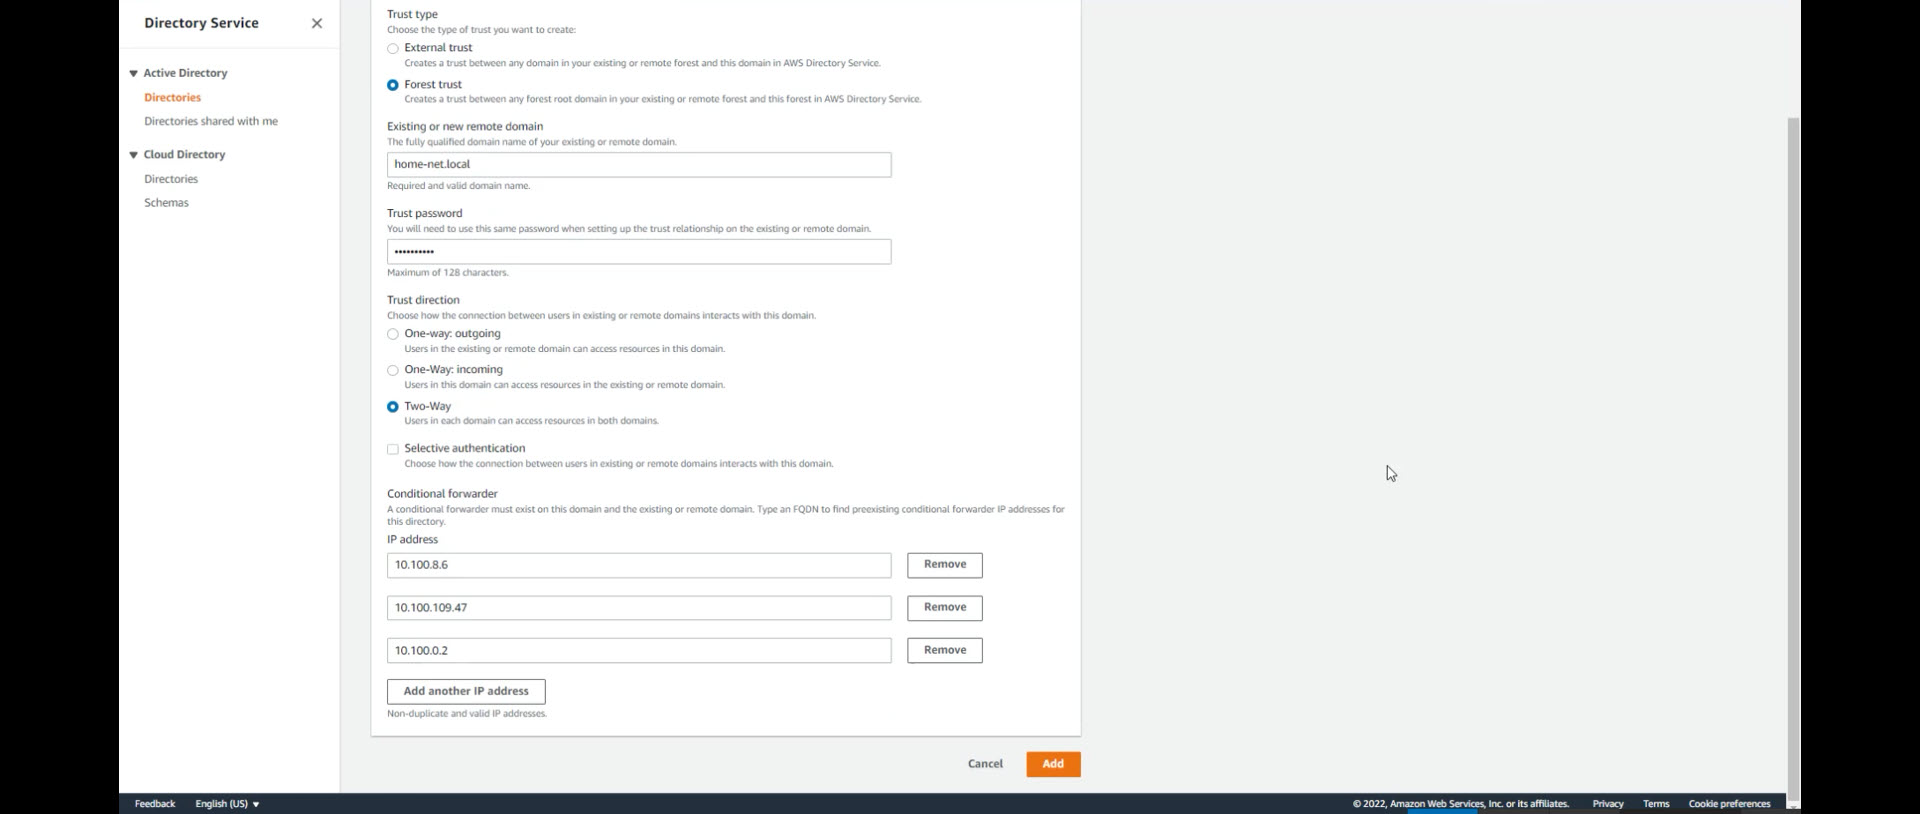 Directory Service
Active Directory
Directories
Directories shared with me
Cloud Directory
Directories
Schemas
Trust type
Choose the type of trust you want to create:
External trust
Creates a trust between any domain in your existing or remote forest and this domain in AWS Directory Service.
Forest trust
Creates a trust between any forest root domain in your existing or remote forest and this forest in AWS Directory Service.
Existing or new remote domain
The fully qualified domain name of your existing or remote domain.
home-net.local
Required and valid domain name.
Trust password
You will need to use this same password when setting up the trust relationship on the existing or remote domain.
••••••••••
Maximum of 128 characters.
Trust direction
Choose how the connection between users in existing or remote domains interacts with this domain.
One-way: outgoing
Users in the existing or remote domain can access resources in this domain.
One-Way: incoming
Users in this domain can access resources in the existing or remote domain.
Two-Way
Users in each domain can access resources in both domains.
Selective authentication
Choose how the connection between users in existing or remote domains interacts with this domain.
Conditional forwarder
A conditional forwarder must exist on this domain and the existing or remote domain. Type an FQDN to find preexisting conditional forwarder IP addresses for
this directory.
IP address
10.100.8.6 Remove
10.100.109.47 Remove
10.100.0.2 Remove
Add another IP address
Non-duplicate and valid IP addresses.
Cancel Add
Feedback English (US) © 2022, Amazon Web Services, Inc. or its affiliates. Privacy Terms Cookie preferences